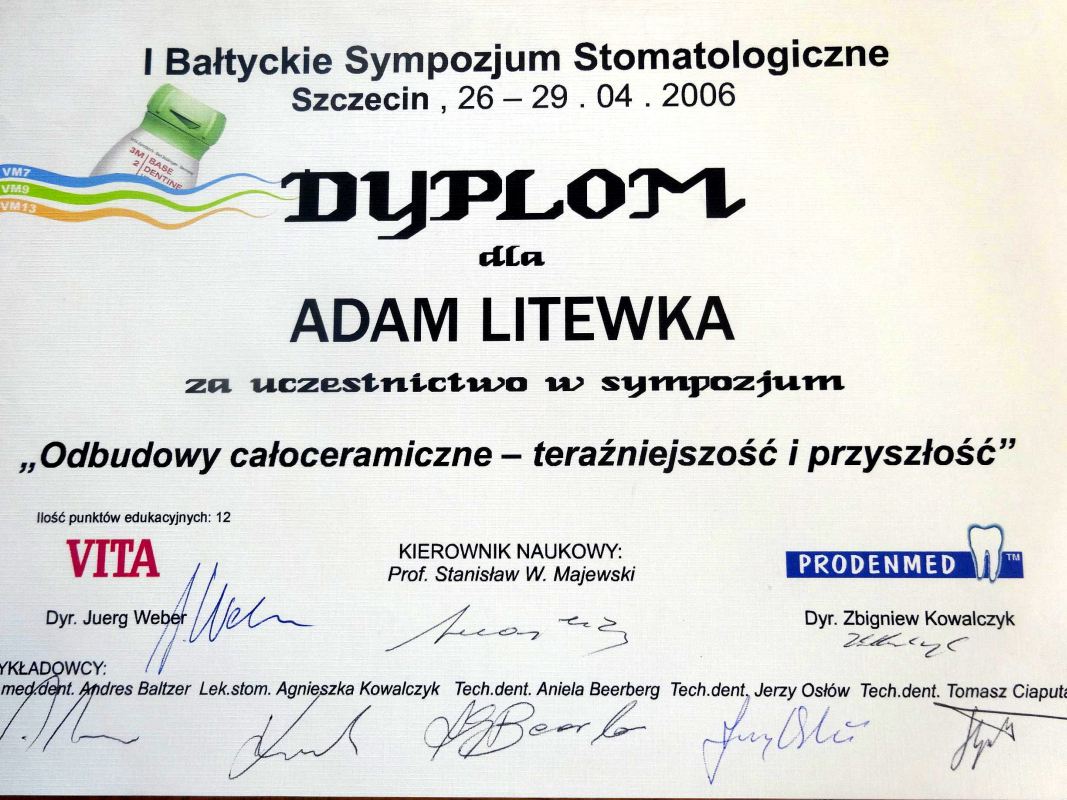 I Bałtyckie Sympozjum Stomatologiczne
Szczecin , 26 – 29 . 04 . 2006
3M BASE
2 DENTINE
VM7
VM9
VM13
DYPLOM
dla
ADAM LITEWKA
za uczestnictwo w sympozjum
„Odbudowy całoceramiczne – teraźniejszość i przyszłość”
Ilość punktów edukacyjnych: 12
VITA
KIEROWNIK NAUKOWY:
Prof. Stanisław W. Majewski
PRODENMED TM
Dyr. Juerg Weber
Dyr. Zbigniew Kowalczyk
YKŁADOWCY:
med.dent. Andres Baltzer Lek.stom. Agnieszka Kowalczyk Tech.dent. Aniela Beerberg Tech.dent. Jerzy Osłów Tech.dent. Tomasz Ciaputa